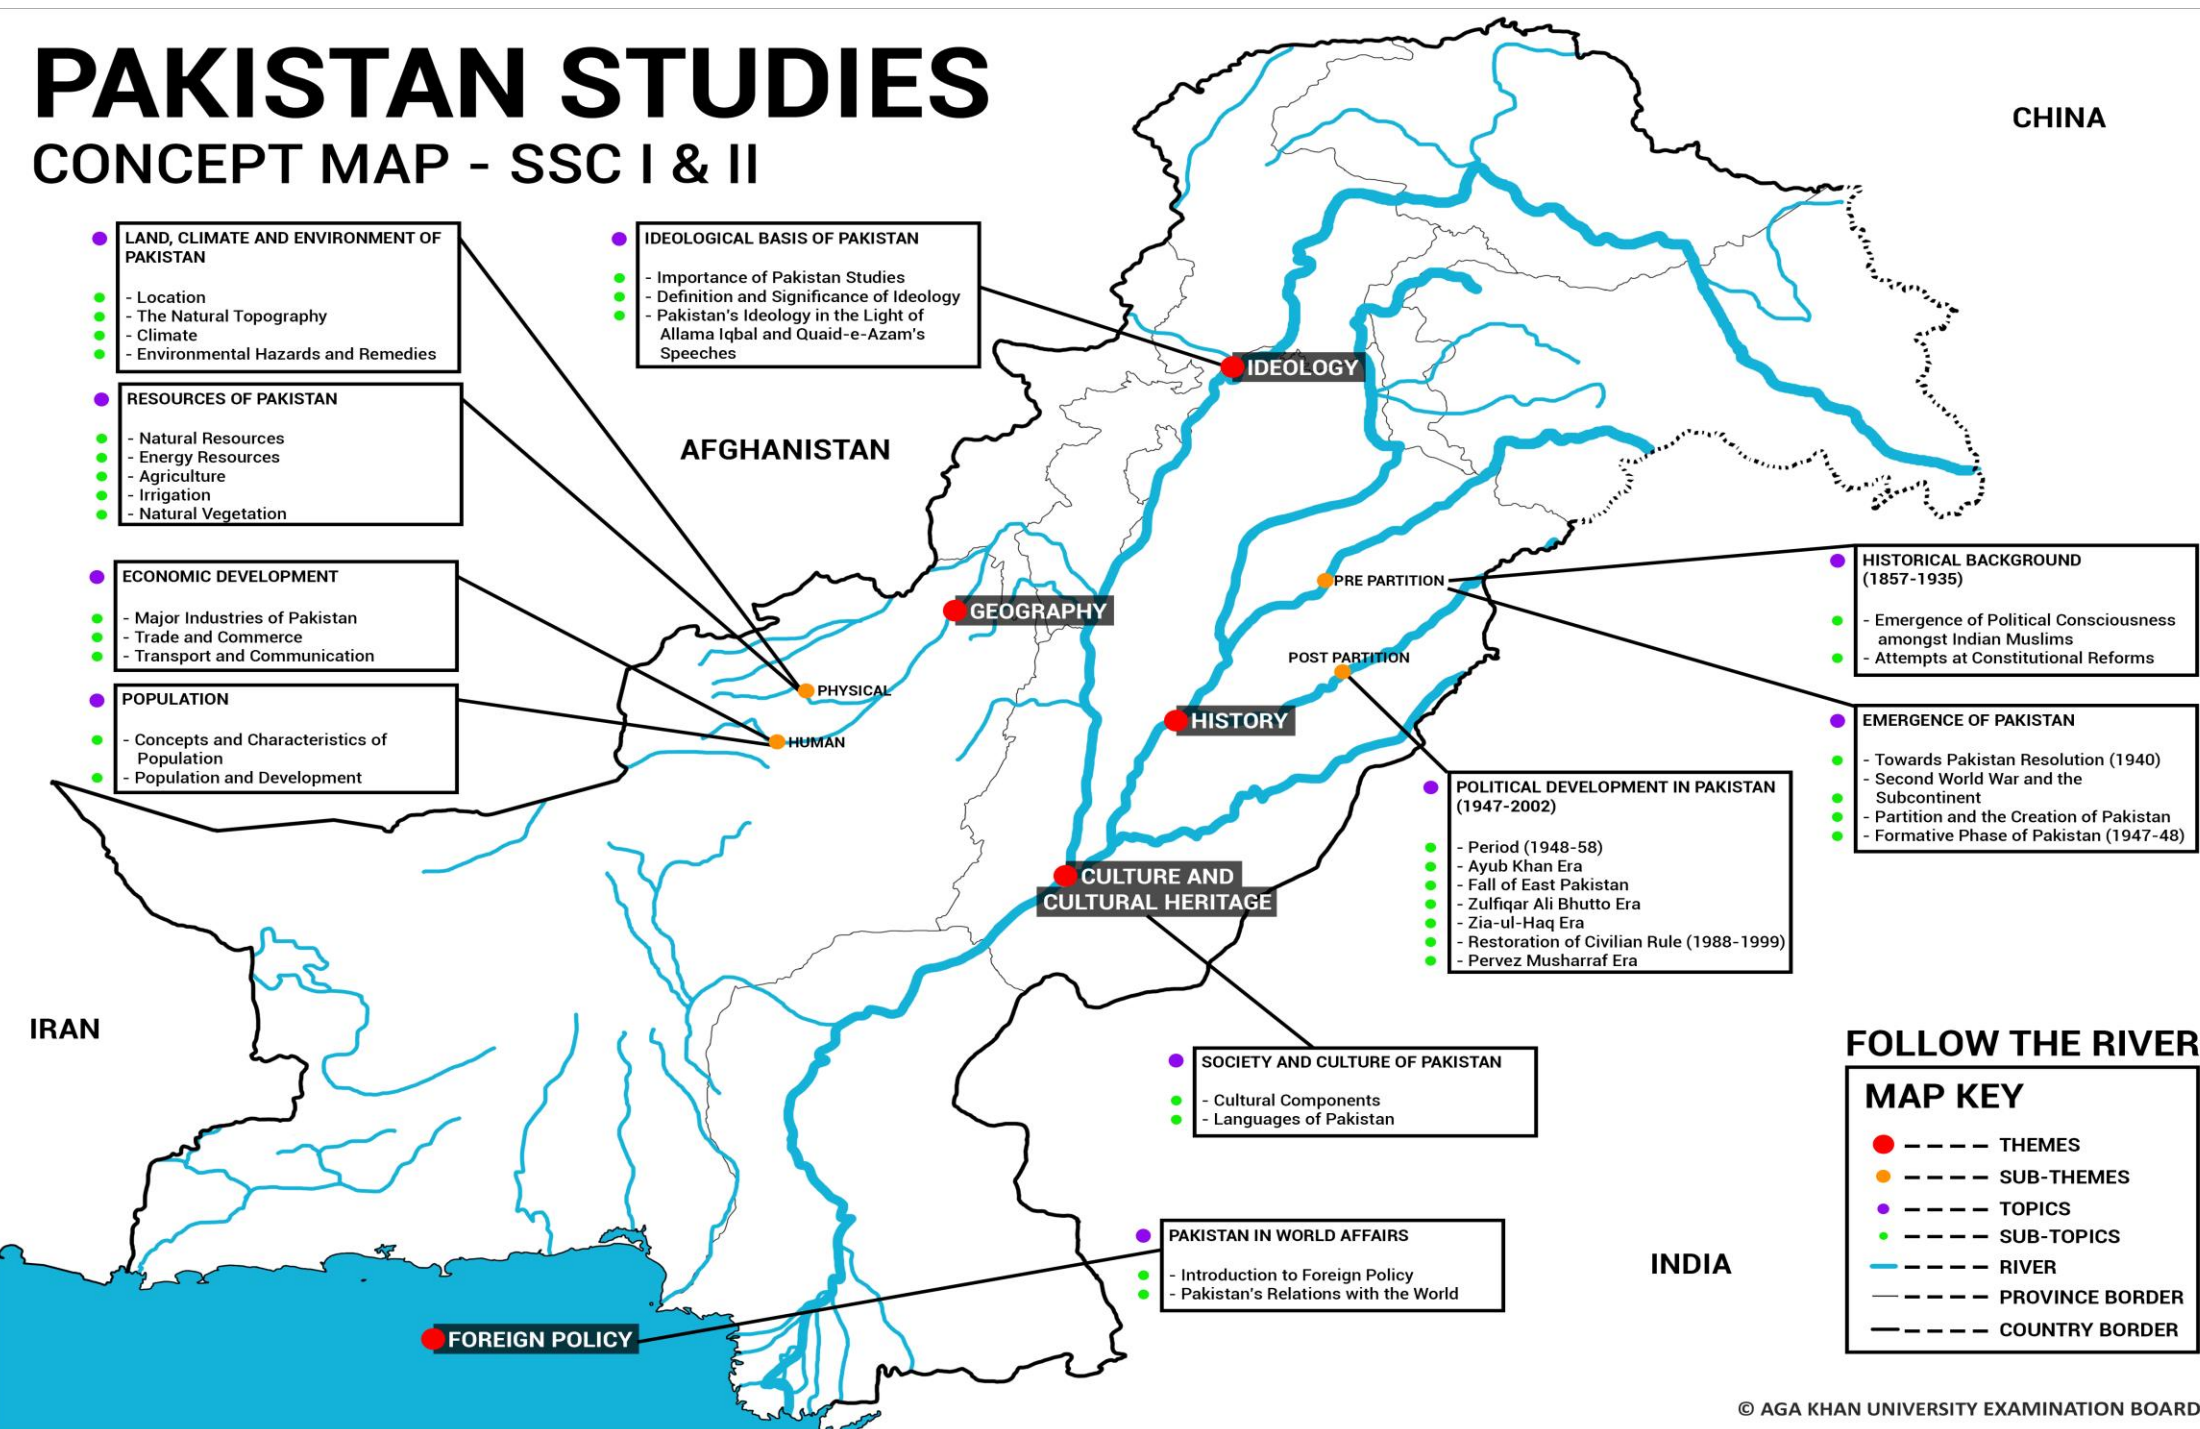 PAKISTAN STUDIES
CONCEPT MAP - SSC I & II
LAND, CLIMATE AND ENVIRONMENT OF
PAKISTAN
- Location
- The Natural Topography
- Climate
- Environmental Hazards and Remedies
RESOURCES OF PAKISTAN
- Natural Resources
- Energy Resources
- Agriculture
- Irrigation
- Natural Vegetation
ECONOMIC DEVELOPMENT
- Major Industries of Pakistan
- Trade and Commerce
- Transport and Communication
POPULATION
- Concepts and Characteristics of
Population
- Population and Development
IDEOLOGICAL BASIS OF PAKISTAN
- Importance of Pakistan Studies
- Definition and Significance of Ideology
- Pakistan's Ideology in the Light of
Allama Iqbal and Quaid-e-Azam's
Speeches
CHINA
AFGHANISTAN
IRAN
INDIA
IDEOLOGY
GEOGRAPHY
PHYSICAL
HUMAN
PRE PARTITION
POST PARTITION
HISTORY
CULTURE AND
CULTURAL HERITAGE
FOREIGN POLICY
HISTORICAL BACKGROUND
(1857-1935)
- Emergence of Political Consciousness
amongst Indian Muslims
- Attempts at Constitutional Reforms
EMERGENCE OF PAKISTAN
- Towards Pakistan Resolution (1940)
- Second World War and the
Subcontinent
- Partition and the Creation of Pakistan
- Formative Phase of Pakistan (1947-48)
POLITICAL DEVELOPMENT IN PAKISTAN
(1947-2002)
- Period (1948-58)
- Ayub Khan Era
- Fall of East Pakistan
- Zulfiqar Ali Bhutto Era
- Zia-ul-Haq Era
- Restoration of Civilian Rule (1988-1999)
- Pervez Musharraf Era
SOCIETY AND CULTURE OF PAKISTAN
- Cultural Components
- Languages of Pakistan
PAKISTAN IN WORLD AFFAIRS
- Introduction to Foreign Policy
- Pakistan's Relations with the World
FOLLOW THE RIVER
MAP KEY
THEMES
SUB-THEMES
TOPICS
SUB-TOPICS
RIVER
PROVINCE BORDER
COUNTRY BORDER
© AGA KHAN UNIVERSITY EXAMINATION BOARD